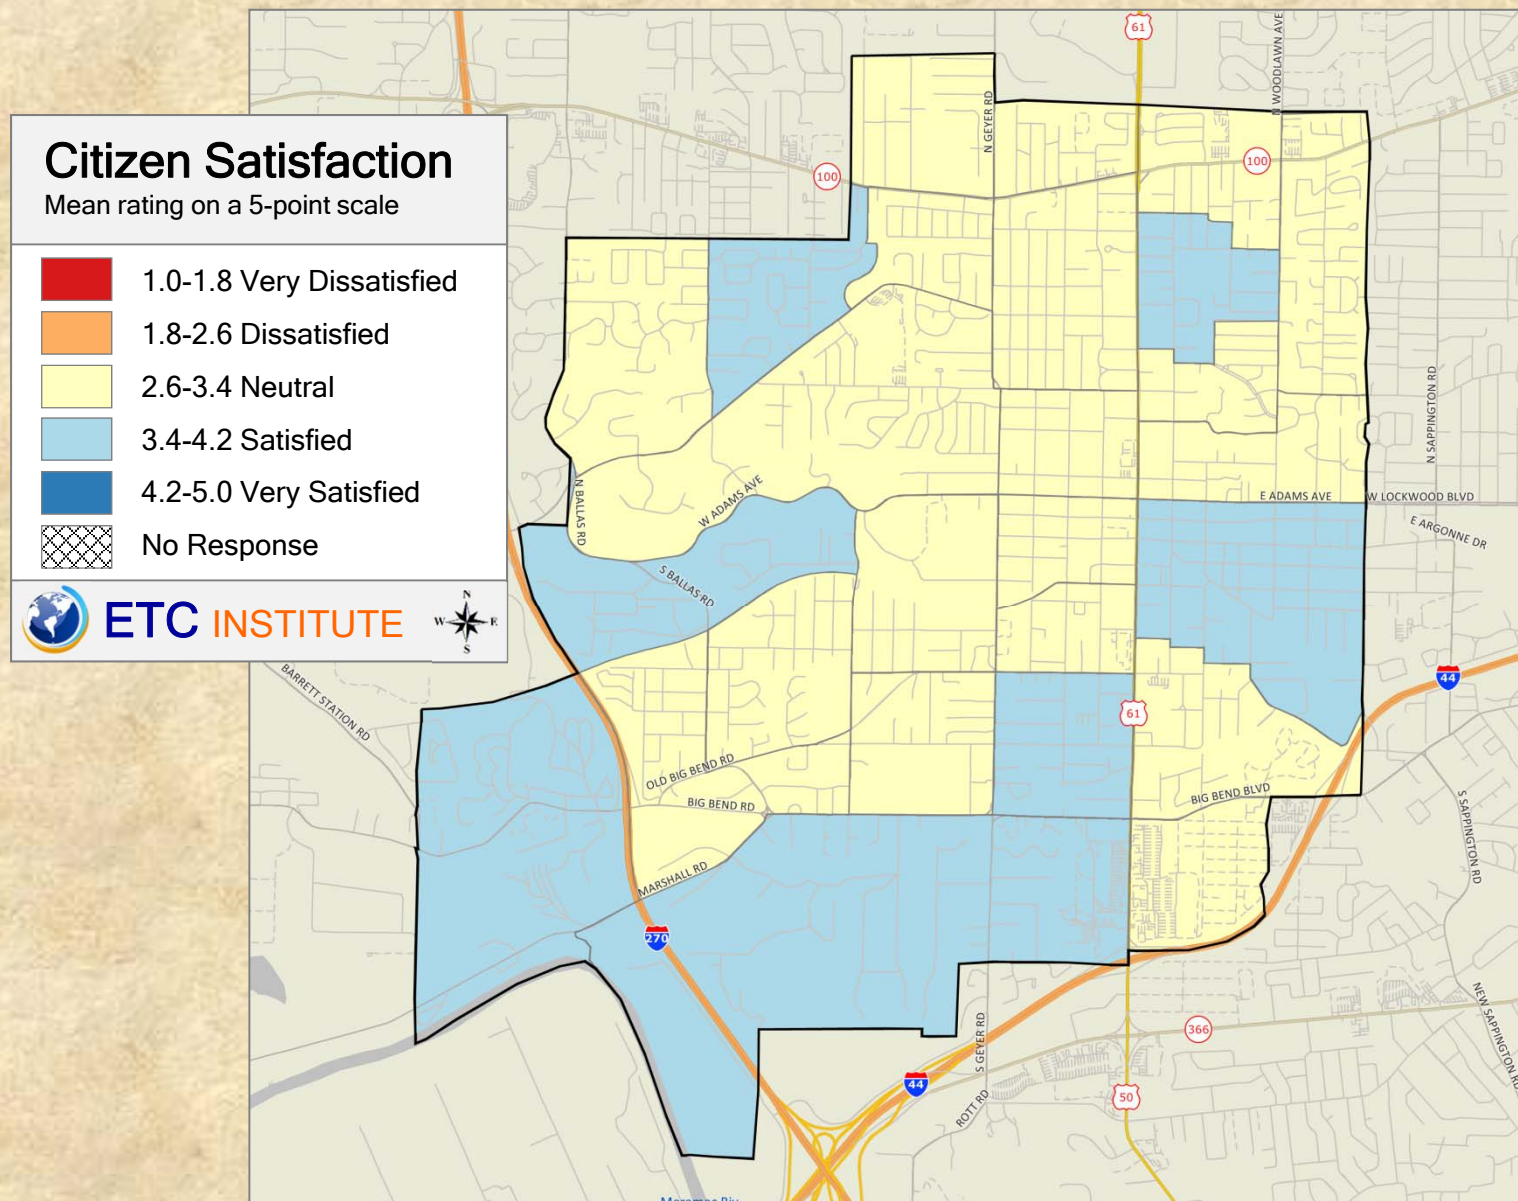 Citizen Satisfaction
Mean rating on a 5-point scale
1.0-1.8 Very Dissatisfied
1.8-2.6 Dissatisfied
2.6-3.4 Neutral
3.4-4.2 Satisfied
4.2-5.0 Very Satisfied
No Response
ETC INSTITUTE
N
W
E
S
61
N WOODLAWN AVE
N GEYER RD
100
100
N SAPPINGTON RD
N BALLAS RD
W ADAMS AVE
E ADAMS AVE
W LOCKWOOD BLVD
E ARGONNE DR
S BALLAS RD
BARRETT STATION RD
44
61
OLD BIG BEND RD
BIG BEND RD
BIG BEND BLVD
S SAPPINGTON RD
MARSHALL RD
270
NEW SAPPINGTON RD
S GEYER RD
366
44
50
ROTT RD